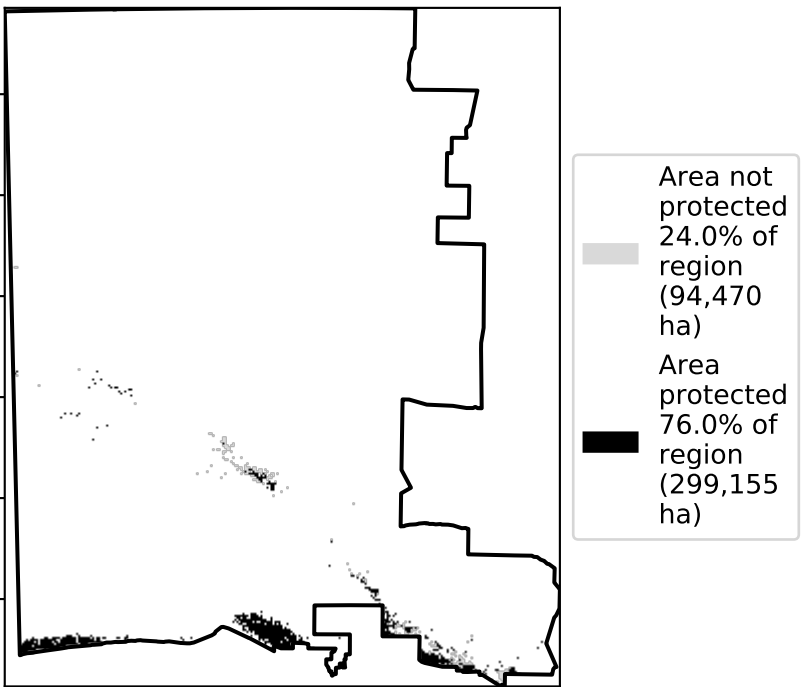 Area not
protected
24.0% of
region
(94,470
ha)
Area
protected
76.0% of
region
(299,155
ha)